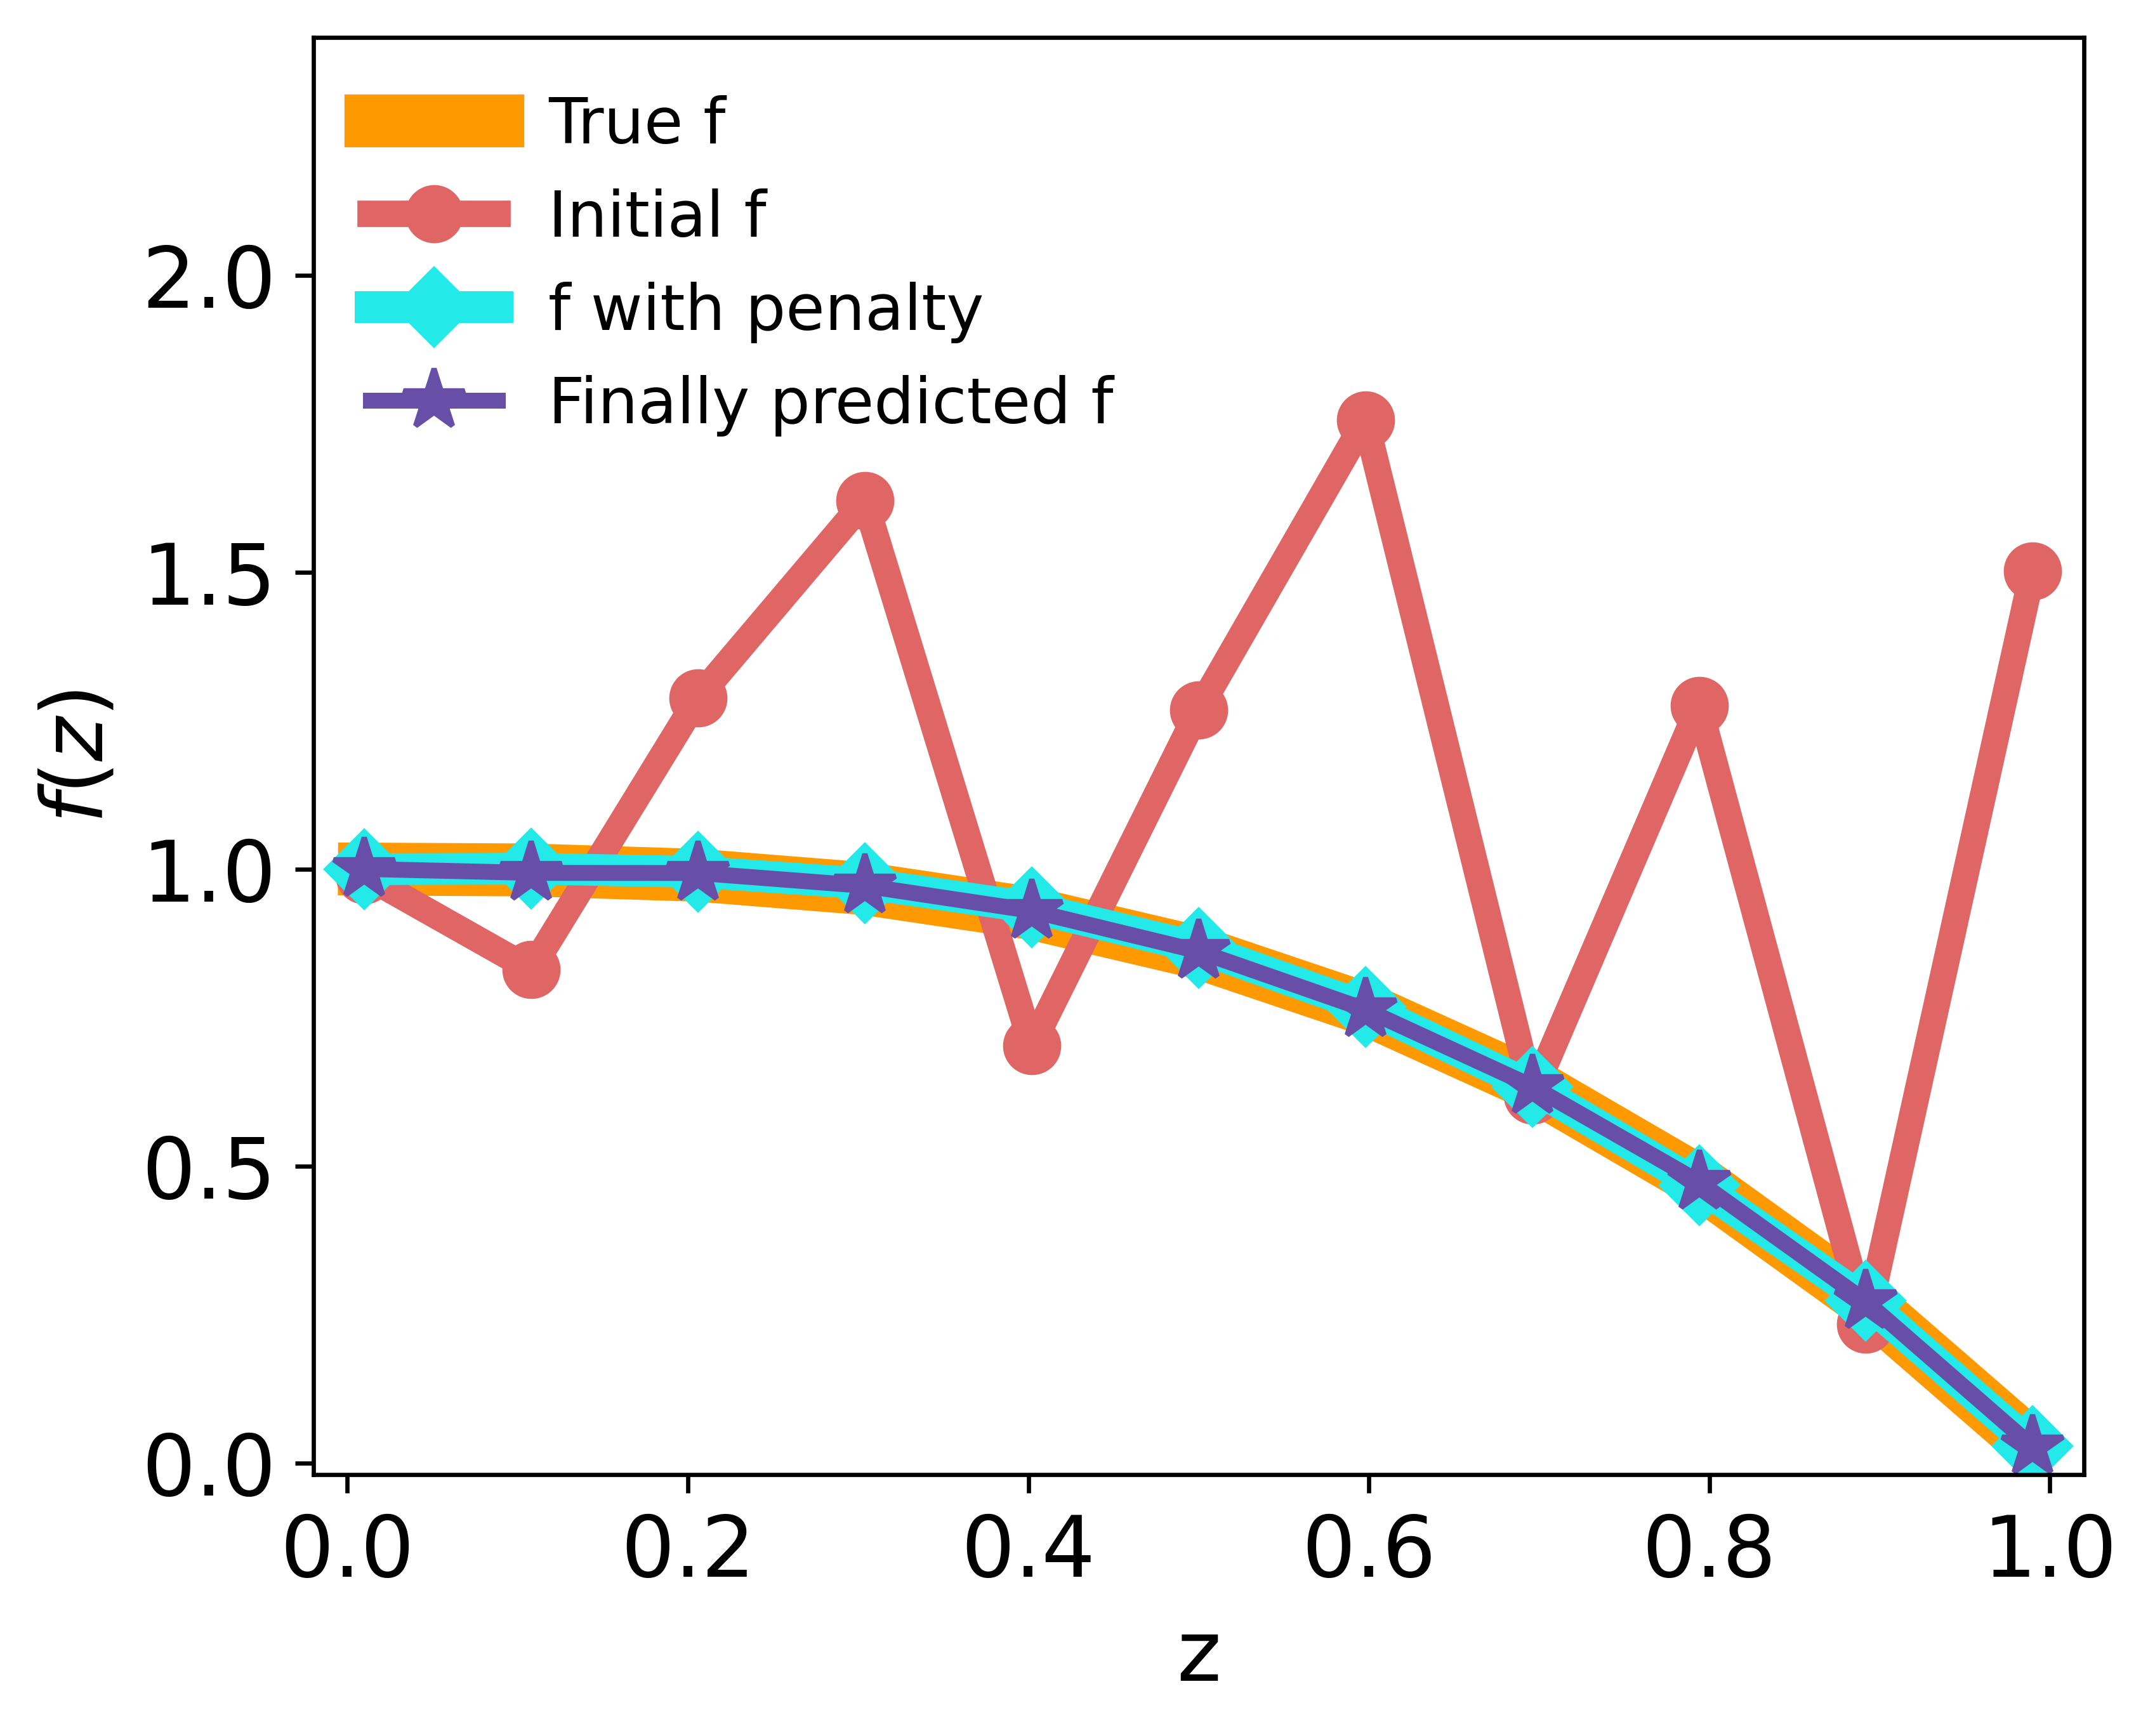 True f
Initial f
f with penalty
Finally predicted f
2.0
1.5
1.0
0.5
0.0
f(z)
0.0 0.2 0.4 0.6 0.8 1.0
z